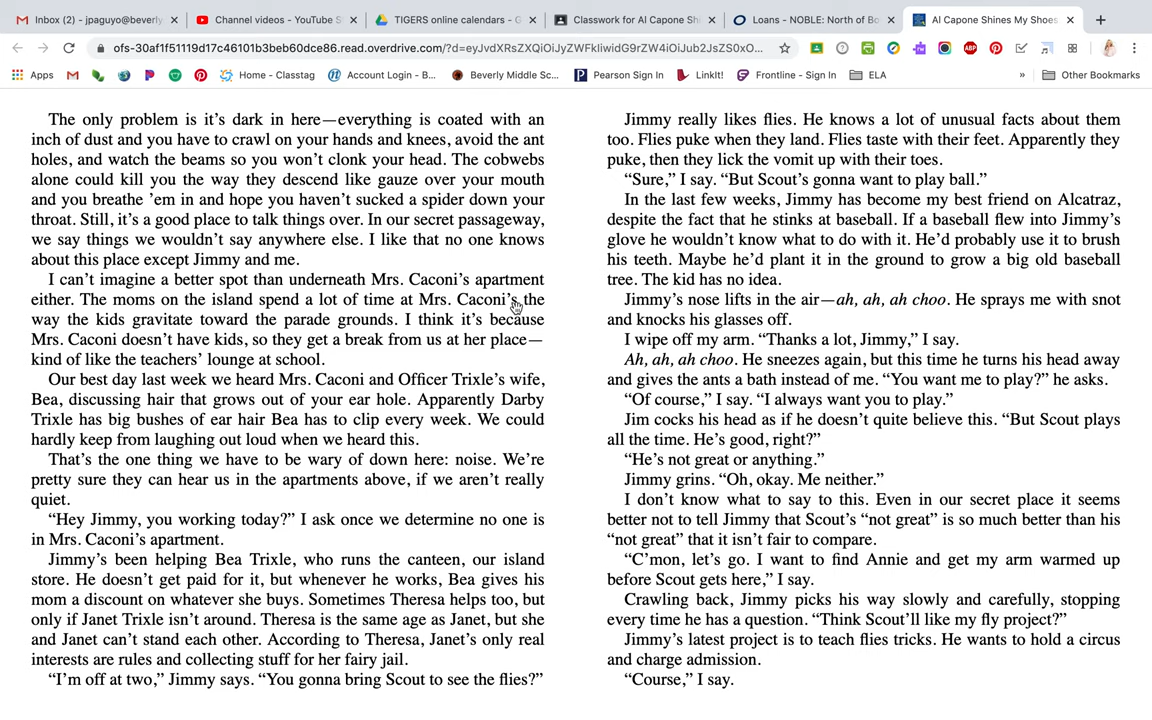 Inbox (2) - jpaguyo@beverly
Channel videos - YouTube S
TIGERS online calendars - G
Classwork for Al Capone Shi
Loans - NOBLE: North of Bo
Al Capone Shines My Shoes
ofs-30af1f51119d17c46101b3beb60dce86.read.overdrive.com/?d=eyJvdXRsZXQiOiJyZWFkIiwidG9rZW4iOiJub2JsZS0xO...
Apps
Home - Classtag
Account Login - B...
Beverly Middle Sc...
Pearson Sign In
LinkIt!
Frontline - Sign In
ELA
»
Other Bookmarks
The only problem is it's dark in here—everything is coated with an
inch of dust and you have to crawl on your hands and knees, avoid the ant
holes, and watch the beams so you won't clonk your head. The cobwebs
alone could kill you the way they descend like gauze over your mouth
and you breathe 'em in and hope you haven't sucked a spider down your
throat. Still, it's a good place to talk things over. In our secret passageway,
we say things we wouldn't say anywhere else. I like that no one knows
about this place except Jimmy and me.
I can't imagine a better spot than underneath Mrs. Caconi's apartment
either. The moms on the island spend a lot of time at Mrs. Caconi's the
way the kids gravitate toward the parade grounds. I think it's because
Mrs. Caconi doesn't have kids, so they get a break from us at her place—
kind of like the teachers' lounge at school.
Our best day last week we heard Mrs. Caconi and Officer Trixle's wife,
Bea, discussing hair that grows out of your ear hole. Apparently Darby
Trixle has big bushes of ear hair Bea has to clip every week. We could
hardly keep from laughing out loud when we heard this.
That's the one thing we have to be wary of down here: noise. We're
pretty sure they can hear us in the apartments above, if we aren't really
quiet.
“Hey Jimmy, you working today?” I ask once we determine no one is
in Mrs. Caconi's apartment.
Jimmy's been helping Bea Trixle, who runs the canteen, our island
store. He doesn't get paid for it, but whenever he works, Bea gives his
mom a discount on whatever she buys. Sometimes Theresa helps too, but
only if Janet Trixle isn't around. Theresa is the same age as Janet, but she
and Janet can't stand each other. According to Theresa, Janet's only real
interests are rules and collecting stuff for her fairy jail.
“I'm off at two,” Jimmy says. “You gonna bring Scout to see the flies?”
Jimmy really likes flies. He knows a lot of unusual facts about them
too. Flies puke when they land. Flies taste with their feet. Apparently they
puke, then they lick the vomit up with their toes.
“Sure,” I say. “But Scout's gonna want to play ball.”
In the last few weeks, Jimmy has become my best friend on Alcatraz,
despite the fact that he stinks at baseball. If a baseball flew into Jimmy's
glove he wouldn't know what to do with it. He'd probably use it to brush
his teeth. Maybe he'd plant it in the ground to grow a big old baseball
tree. The kid has no idea.
Jimmy's nose lifts in the air—ah, ah, ah choo. He sprays me with snot
and knocks his glasses off.
I wipe off my arm. “Thanks a lot, Jimmy,” I say.
Ah, ah, ah choo. He sneezes again, but this time he turns his head away
and gives the ants a bath instead of me. “You want me to play?” he asks.
“Of course,” I say. “I always want you to play.”
Jim cocks his head as if he doesn't quite believe this. “But Scout plays
all the time. He's good, right?”
“He's not great or anything.”
Jimmy grins. “Oh, okay. Me neither.”
I don't know what to say to this. Even in our secret place it seems
better not to tell Jimmy that Scout's “not great” is so much better than his
“not great” that it isn't fair to compare.
“C'mon, let's go. I want to find Annie and get my arm warmed up
before Scout gets here,” I say.
Crawling back, Jimmy picks his way slowly and carefully, stopping
every time he has a question. “Think Scout'll like my fly project?”
Jimmy's latest project is to teach flies tricks. He wants to hold a circus
and charge admission.
“Course,” I say.